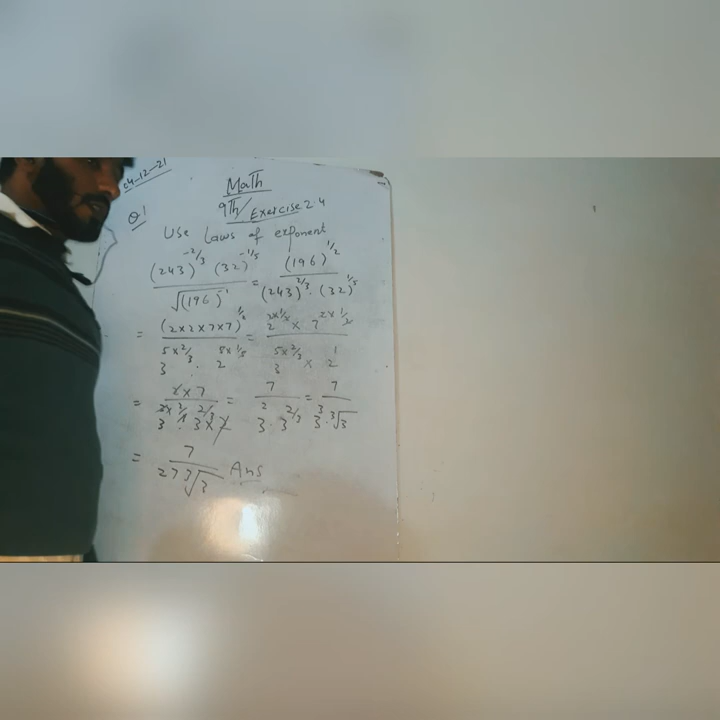 04-12-21
Math
9Th/ Exercise 2.4
Q.1
Use Laws of exponent
(243)^-2/3 (32)^-1/5 / √(196)^-1 = (196)^1/2 / (243)^2/3 · (32)^1/5
= (2×2×7×7)^1/2 / 3^5×2/3 · 2^5×1/5 = 2^2×1/2 × 7^2×1/2 / 3^5×2/3 × 2^1
= 2×7 / 3 · 3 × 2 = 7 / 3^2 · 3^2/3 = 7 / 3^3 · ∛3
= 7 / 27 ∛3 Ans